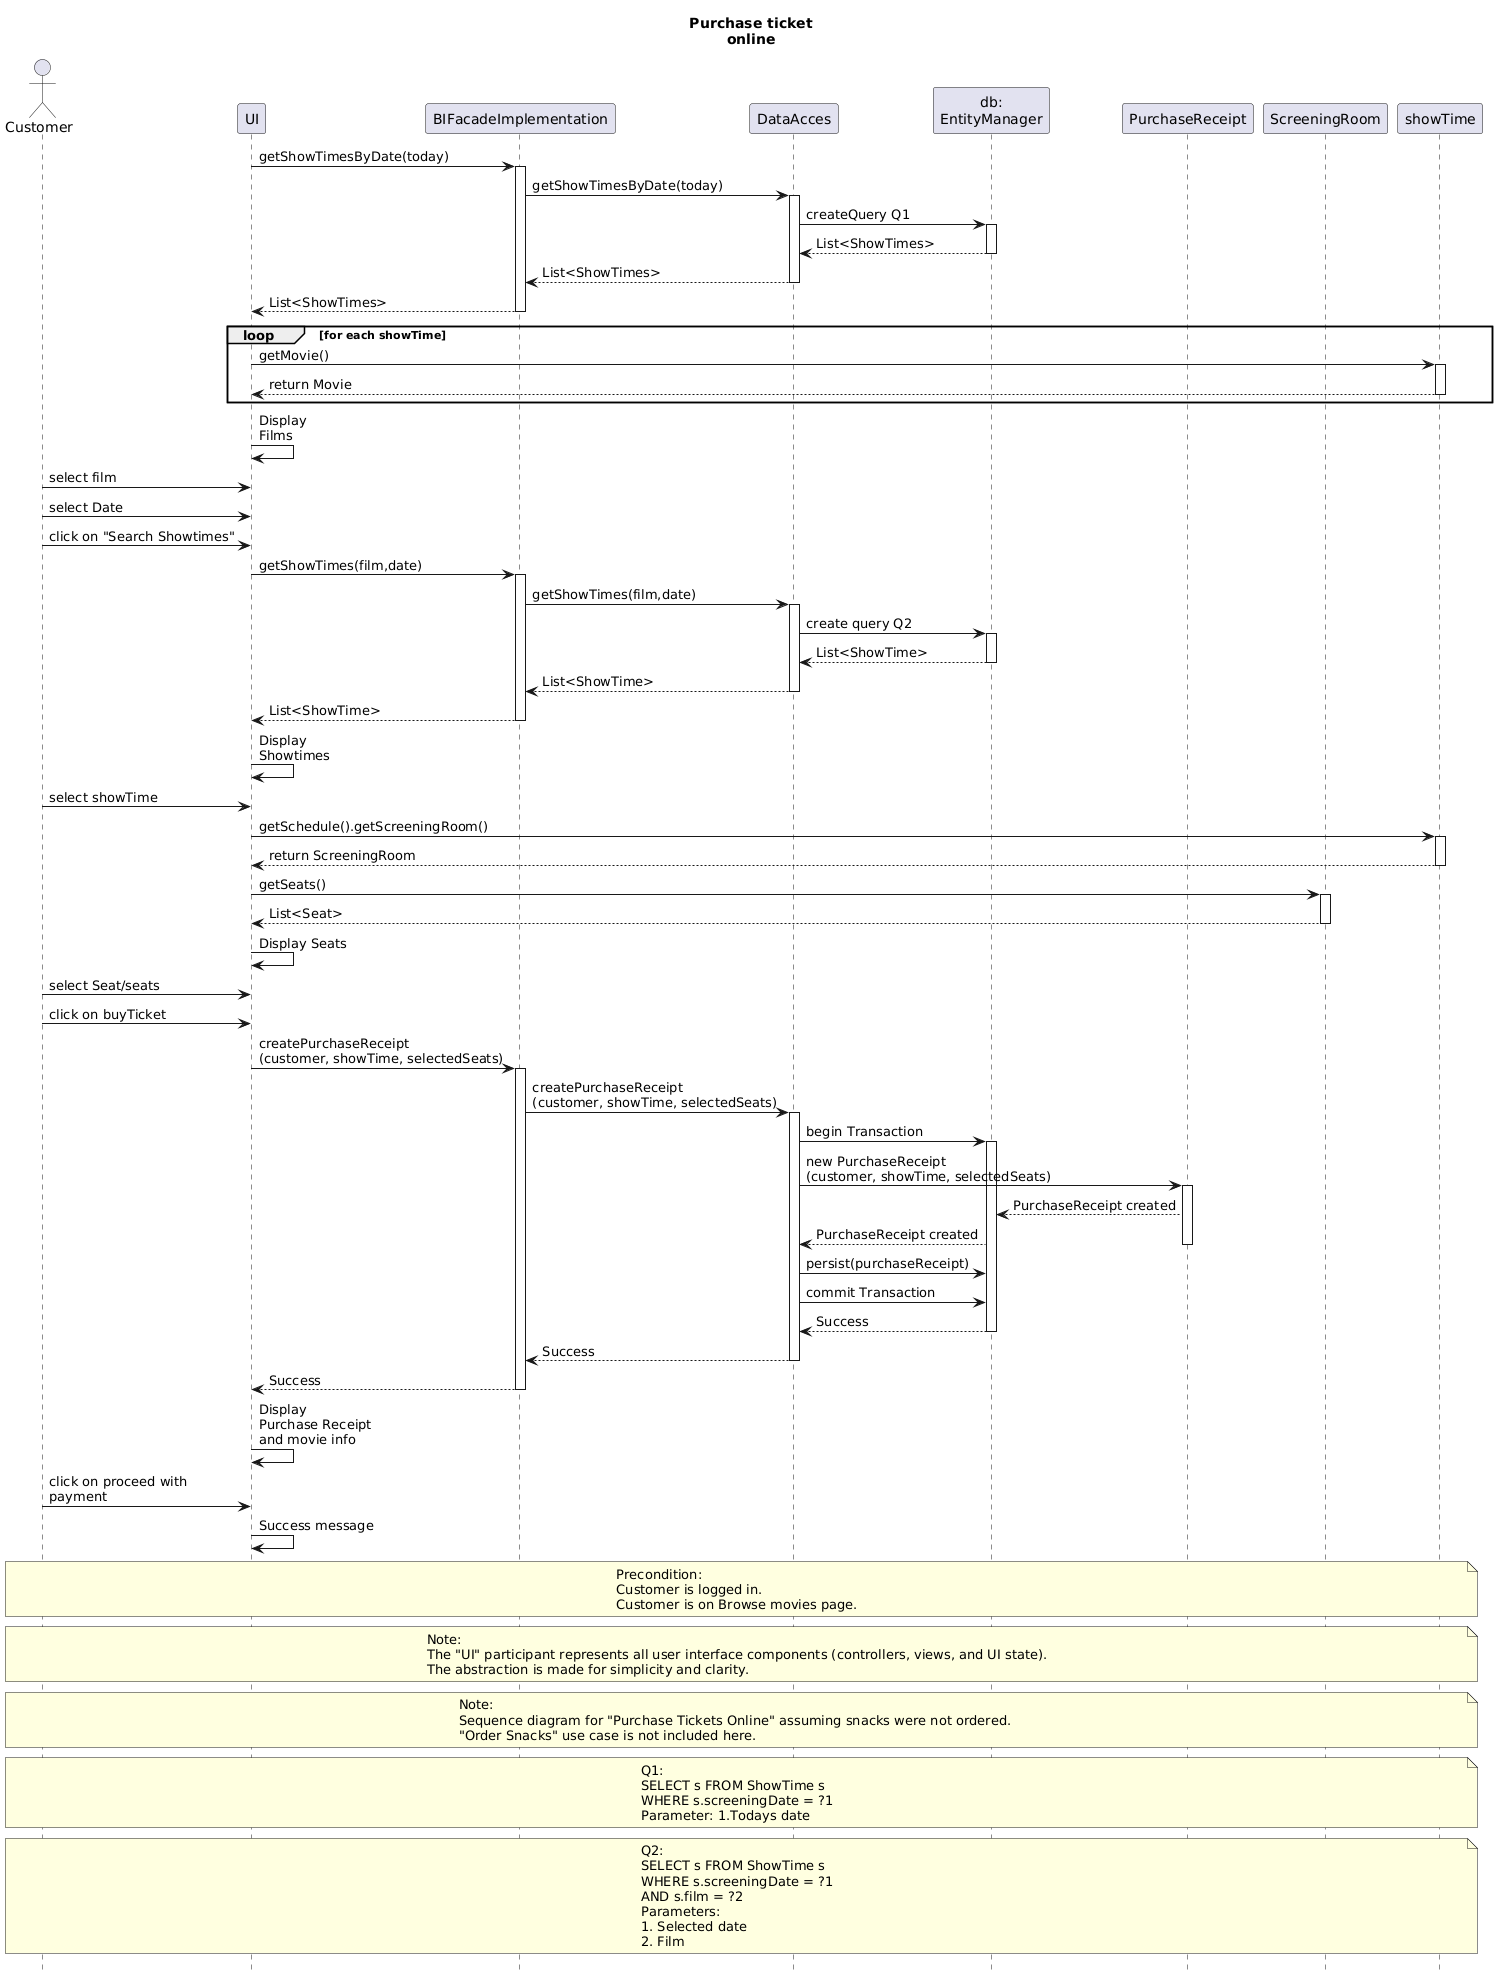 Purchase ticket
online
Customer
UI
BIFacadeImplementation
DataAcces
db:
EntityManager
PurchaseReceipt
ScreeningRoom
showTime
getShowTimesByDate(today)
getShowTimesByDate(today)
createQuery Q1
List<ShowTimes>
List<ShowTimes>
List<ShowTimes>
loop
[for each showTime]
getMovie()
return Movie
Display
Films
select film
select Date
click on "Search Showtimes"
getShowTimes(film,date)
getShowTimes(film,date)
create query Q2
List<ShowTime>
List<ShowTime>
List<ShowTime>
Display
Showtimes
select showTime
getSchedule().getScreeningRoom()
return ScreeningRoom
getSeats()
List<Seat>
Display Seats
select Seat/seats
click on buyTicket
createPurchaseReceipt
(customer, showTime, selectedSeats)
createPurchaseReceipt
(customer, showTime, selectedSeats)
begin Transaction
new PurchaseReceipt
(customer, showTime, selectedSeats)
PurchaseReceipt created
PurchaseReceipt created
persist(purchaseReceipt)
commit Transaction
Success
Success
Success
Display
Purchase Receipt
and movie info
click on proceed with
payment
Success message
Precondition:
Customer is logged in.
Customer is on Browse movies page.
Note:
The "UI" participant represents all user interface components (controllers, views, and UI state).
The abstraction is made for simplicity and clarity.
Note:
Sequence diagram for "Purchase Tickets Online" assuming snacks were not ordered.
"Order Snacks" use case is not included here.
Q1:
SELECT s FROM ShowTime s
WHERE s.screeningDate = ?1
Parameter: 1.Todays date
Q2:
SELECT s FROM ShowTime s
WHERE s.screeningDate = ?1
AND s.film = ?2
Parameters:
1. Selected date
2. Film